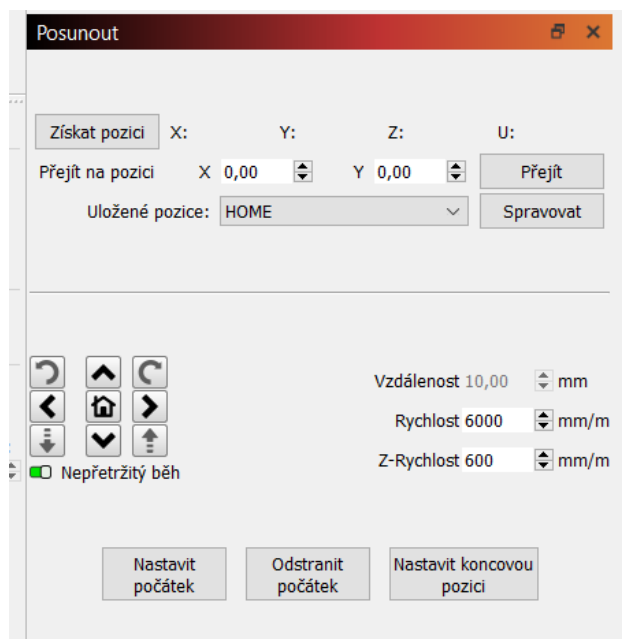 Posunout
Získat pozici X: Y: Z: U:
Přejít na pozici X 0,00 Y 0,00 Přejít
Uložené pozice: HOME Spravovat
Vzdálenost 10,00 mm
Rychlost 6000 mm/m
Z-Rychlost 600 mm/m
Nepřetržitý běh
Nastavit
počátek
Odstranit
počátek
Nastavit koncovou
pozici